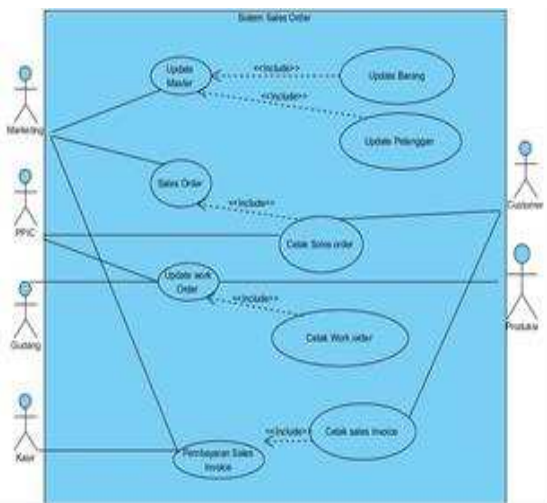 Sistem Sales Order
Update
Master
<<Include>>
Update Barang
<<Include>>
Update Pelanggan
Marketing
Sales Order
<<Include>>
Cetak Sales order
Customer
PPIC
Update work
Order
<<Include>>
Cetak Work order
Gudang
Produksi
<<Include>>
Cetak sales Invoice
Pembayaran Sales
Invoice
Kasir